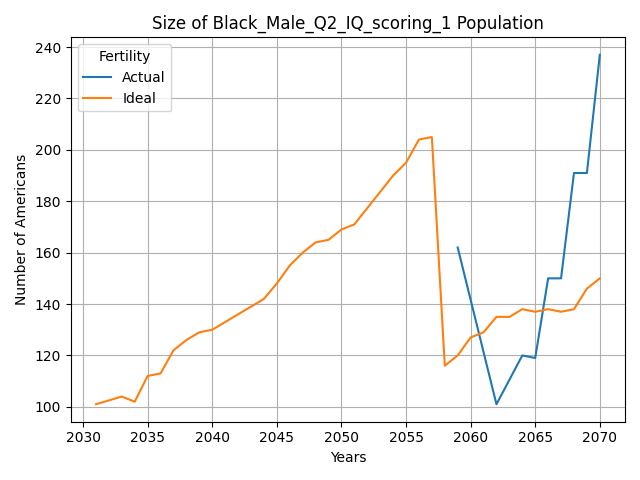 Size of Black_Male_Q2_IQ_scoring_1 Population
Fertility
Actual
Ideal
Number of Americans
240
220
200
180
160
140
120
100
2030 2035 2040 2045 2050 2055 2060 2065 2070
Years